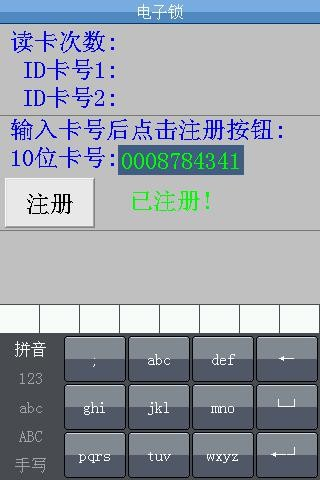 电子锁
读卡次数:
ID卡号1:
ID卡号2:
输入卡号后点击注册按钮:
10位卡号:0008784341
注册 已注册!
拼音 ; abc def ←
123
abc ghi jkl mno
ABC
手写 pqrs tuv wxyz